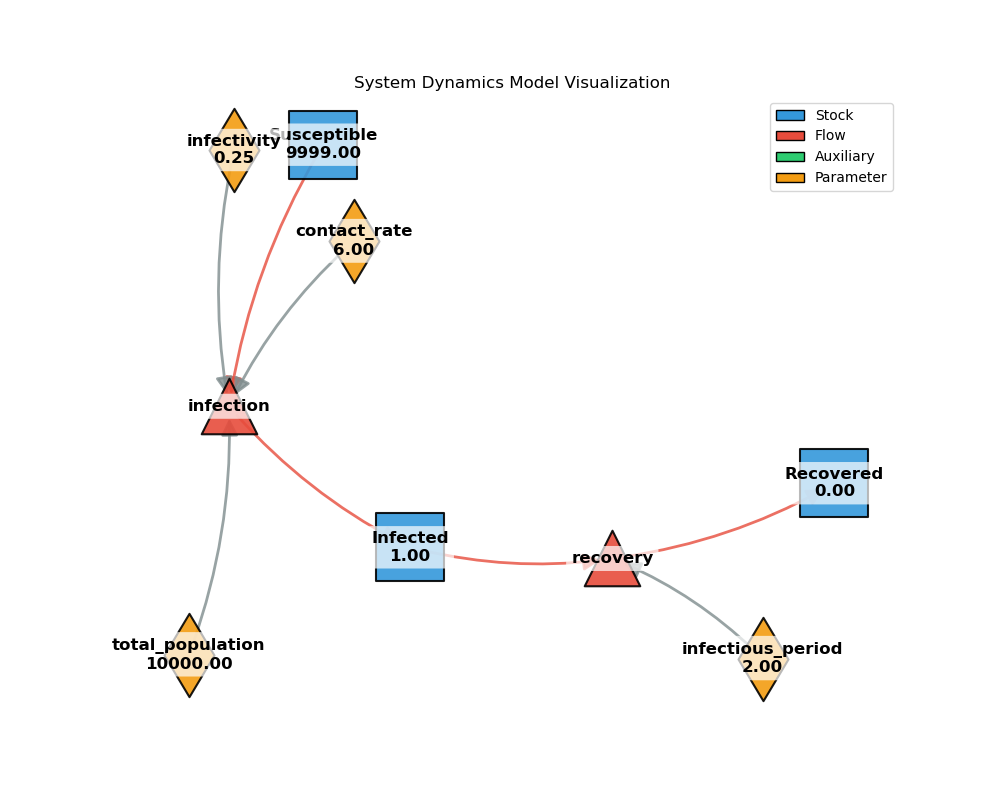 System Dynamics Model Visualization
Stock
Flow
Auxiliary
Parameter
infectivity
0.25
Susceptible
9999.00
contact_rate
6.00
infection
Recovered
0.00
Infected
1.00
recovery
total_population
10000.00
infectious_period
2.00